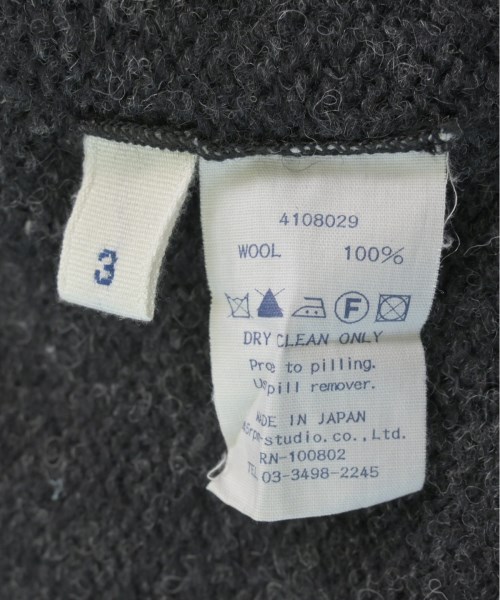 3
4108029
WOOL 100%
F
DRY CLEAN ONLY
to pilling.
pill remover.
IN JAPAN
studio.co.,Ltd.
RN-100802
TEL 03-3498-2245